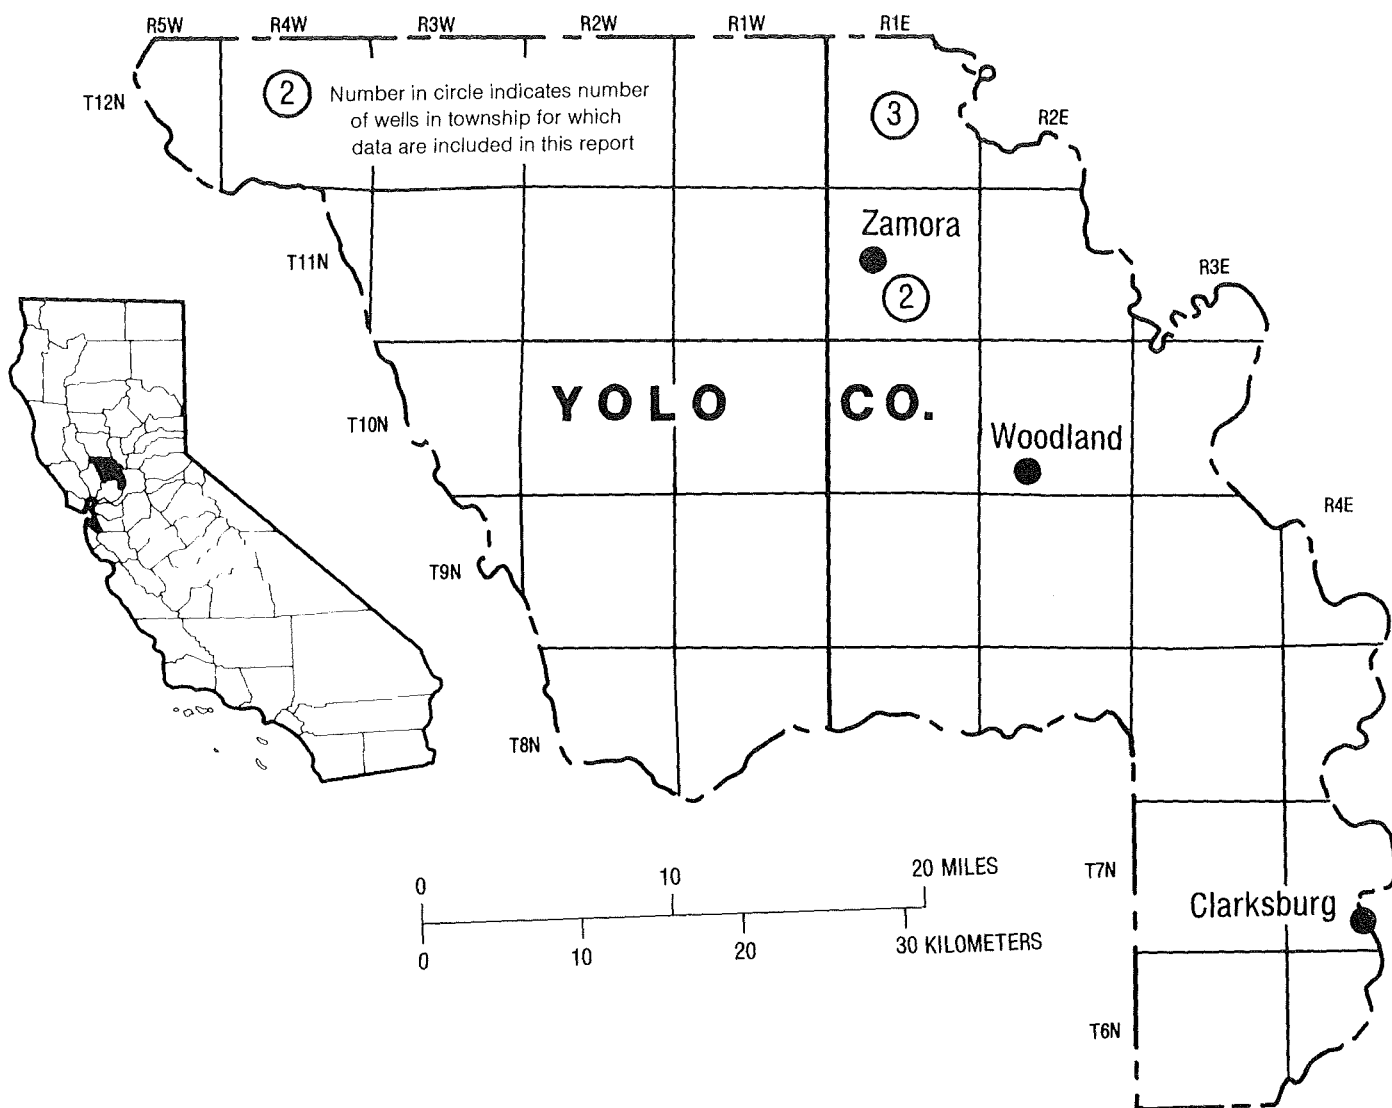 R5W R4W R3W R2W R1W R1E
T12N
2
Number in circle indicates number
of wells in township for which
data are included in this report
3
R2E
Zamora
T11N
2
R3E
YOLO CO.
T10N
Woodland
R4E
T9N
T8N
0 10 20 MILES
0 10 20 30 KILOMETERS
T7N
Clarksburg
T6N